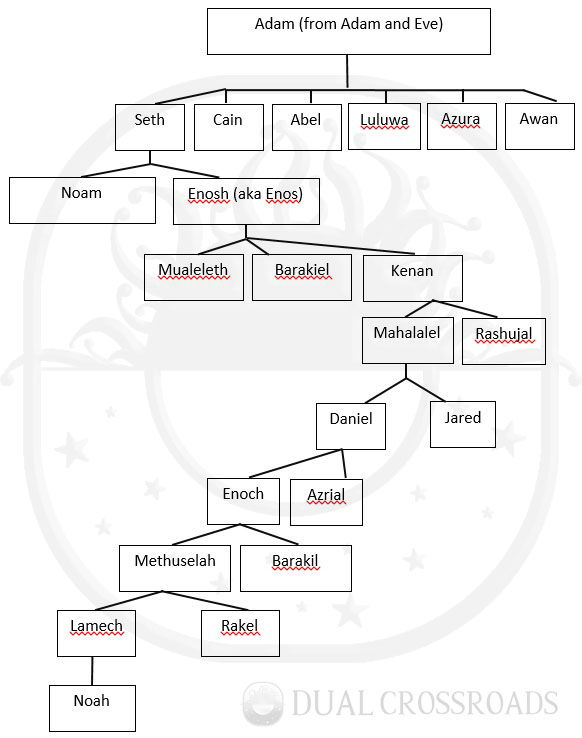 Adam (from Adam and Eve)
Seth
Cain
Abel
Luluwa
Azura
Awan
Noam
Enosh (aka Enos)
Mualeleth
Barakiel
Kenan
Mahalalel
Rashujal
Daniel
Jared
Enoch
Azrial
Methuselah
Barakil
Lamech
Rakel
Noah
DUAL CROSSROADS